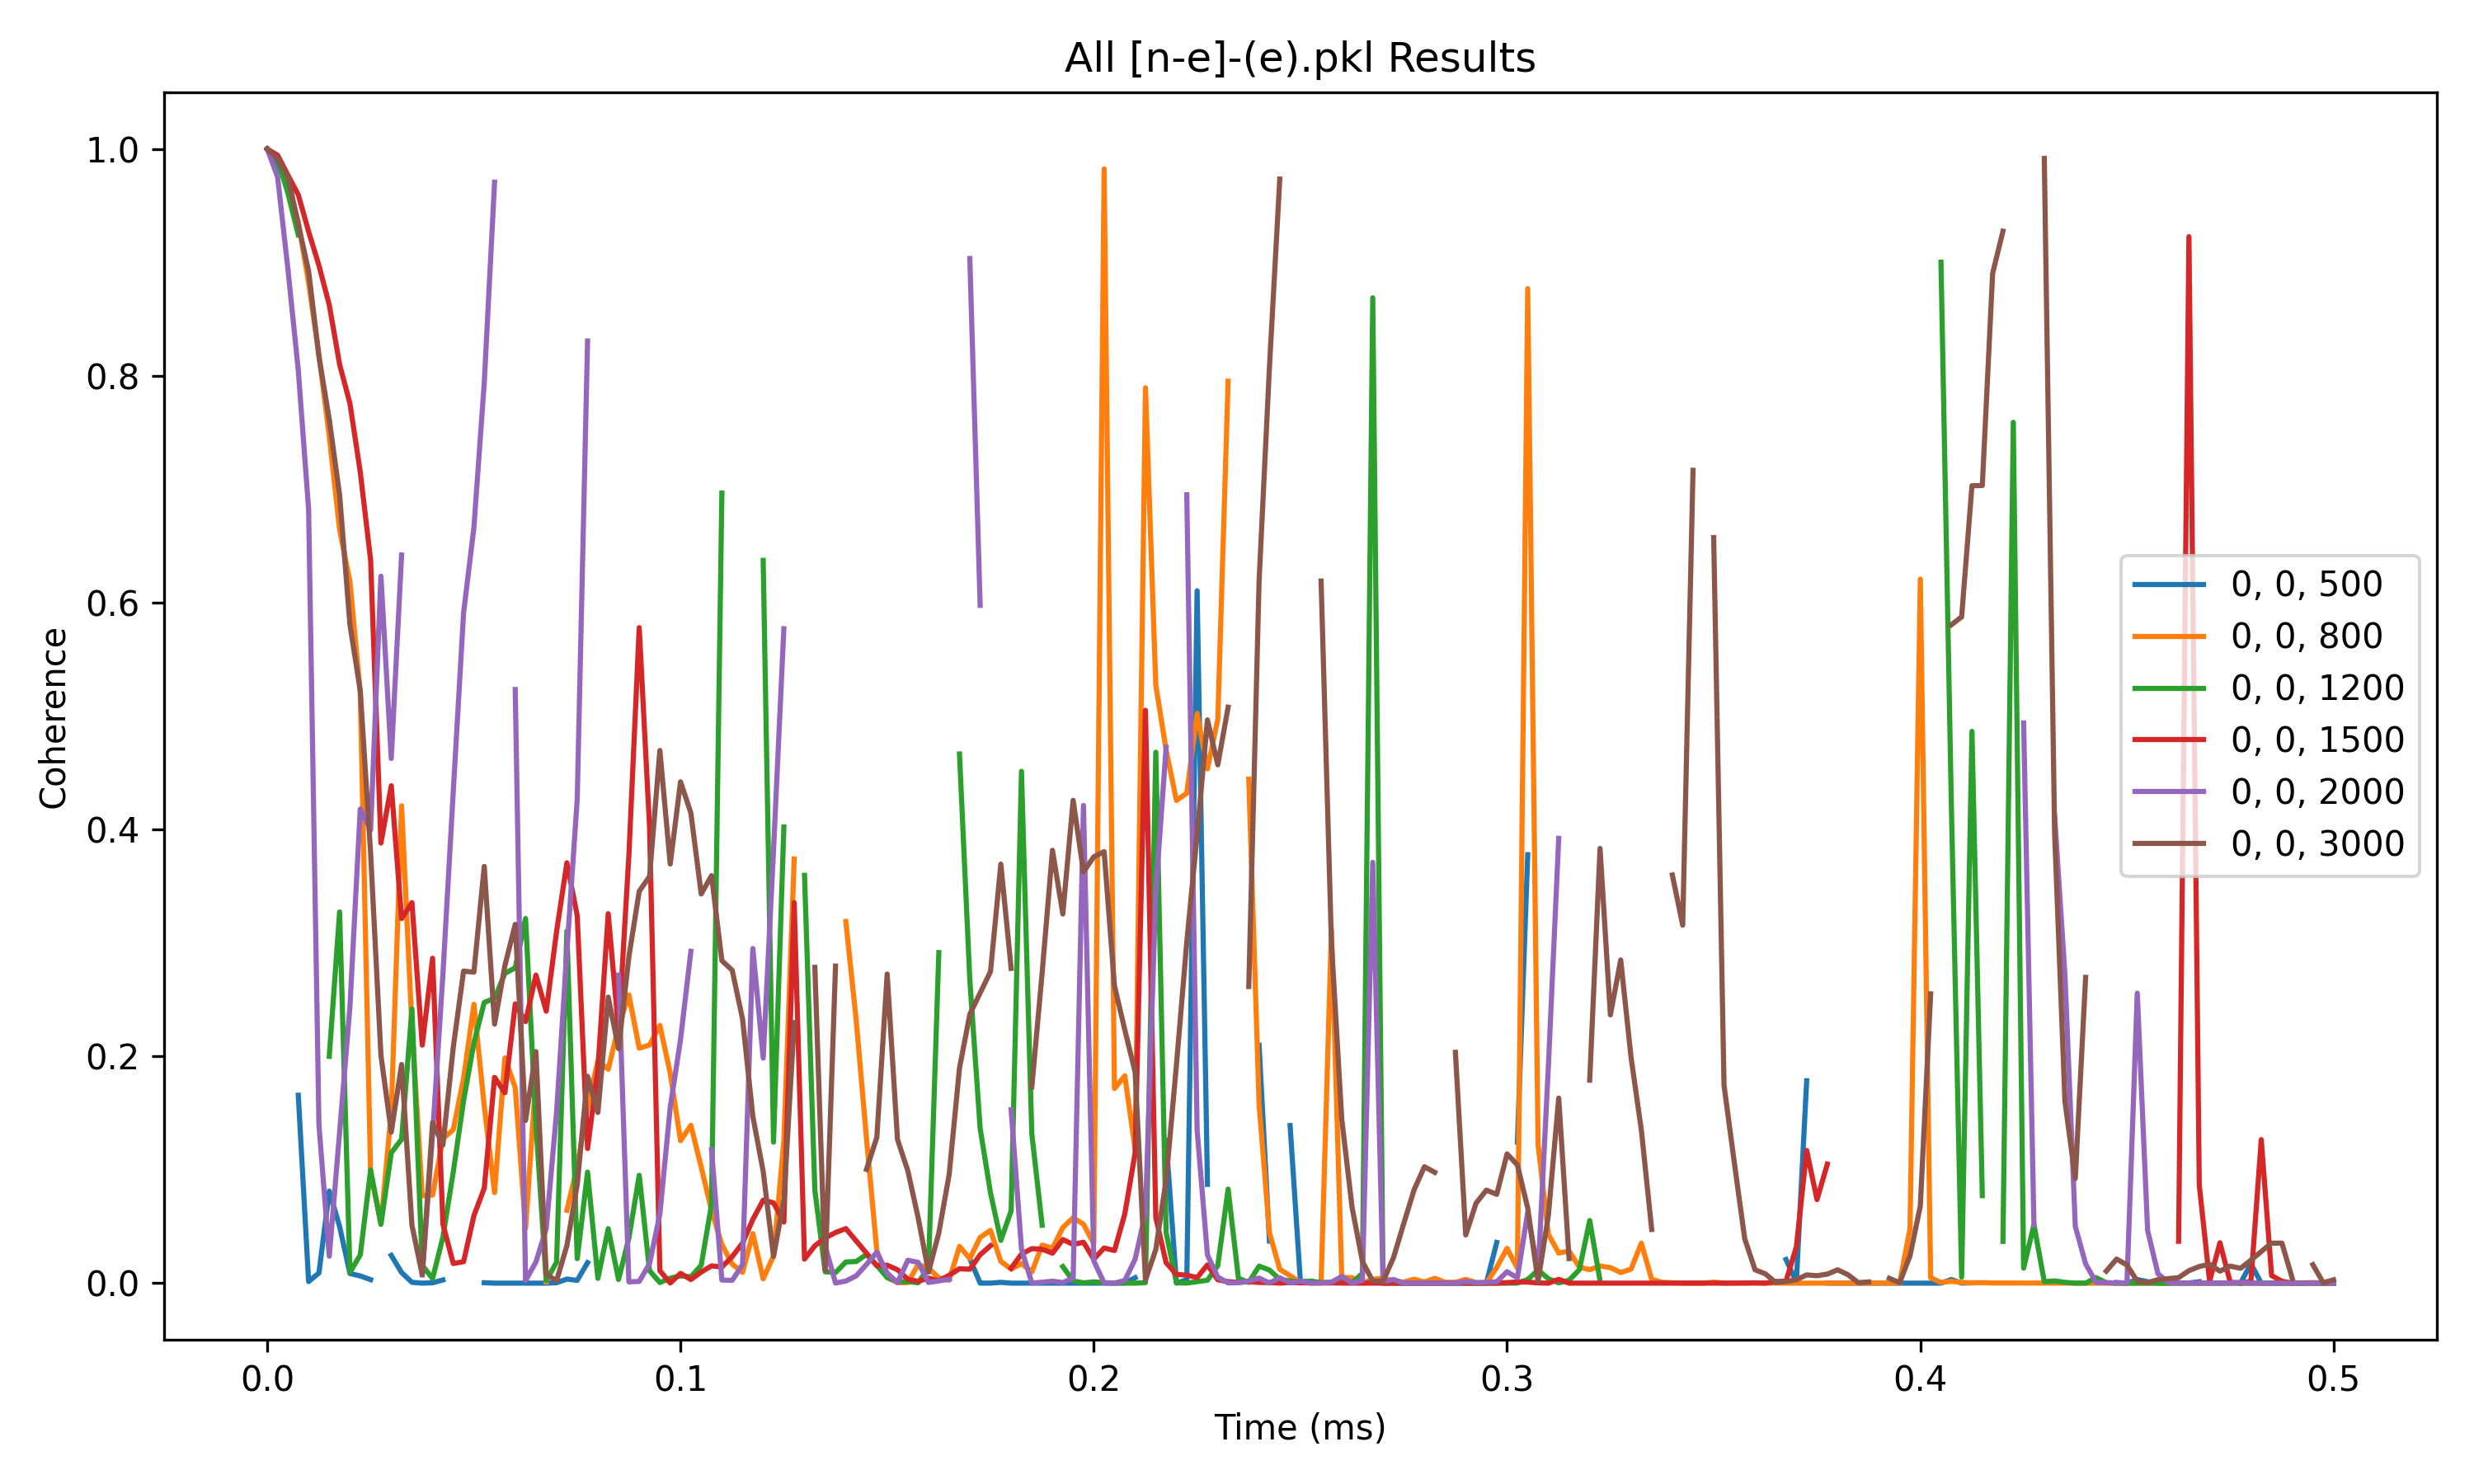 All [n-e]-(e).pkl Results
Coherence
1.0
0.8
0.6
0.4
0.2
0.0
0, 0, 500
0, 0, 800
0, 0, 1200
0, 0, 1500
0, 0, 2000
0, 0, 3000
0.0 0.1 0.2 0.3 0.4 0.5
Time (ms)